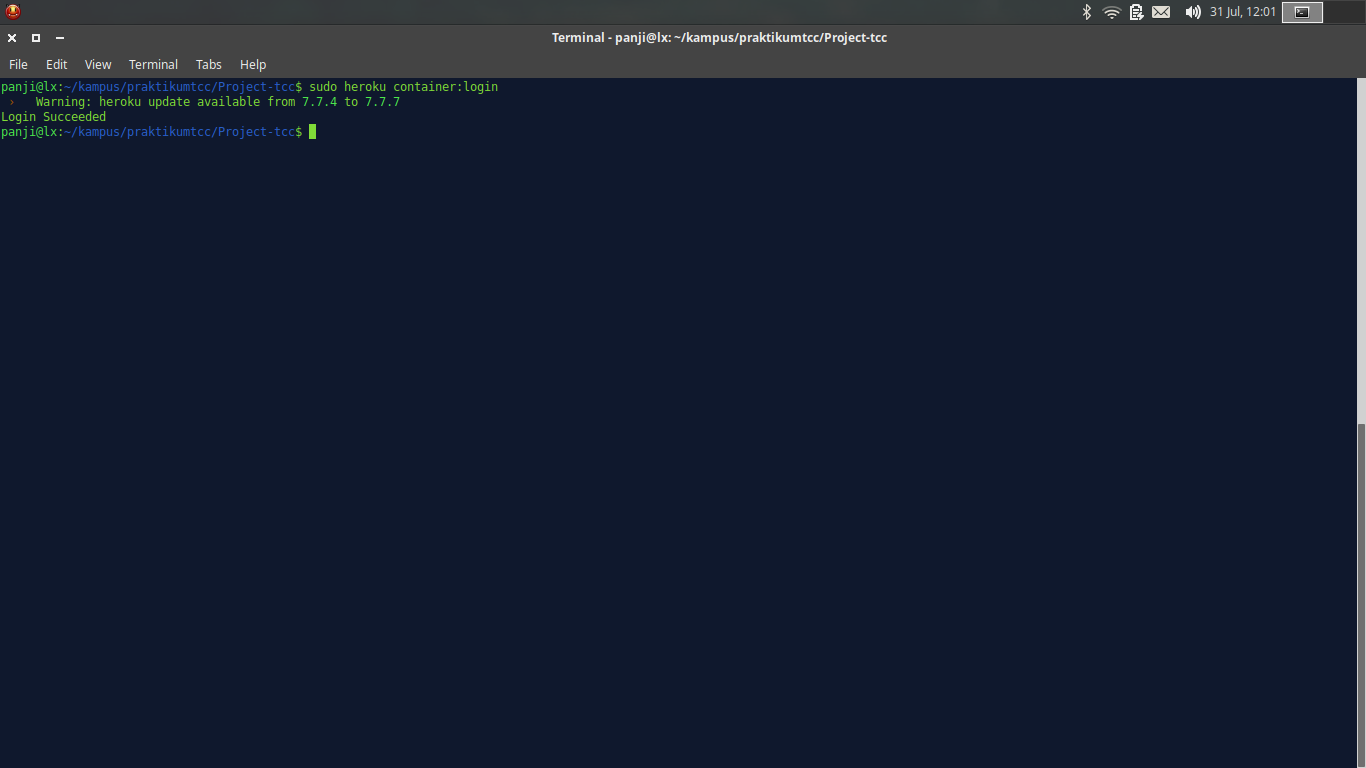 31 Jul, 12:01
Terminal - panji@lx: ~/kampus/praktikumtcc/Project-tcc
File Edit View Terminal Tabs Help
panji@lx:~/kampus/praktikumtcc/Project-tcc$ sudo heroku container:login
› Warning: heroku update available from 7.7.4 to 7.7.7
Login Succeeded
panji@lx:~/kampus/praktikumtcc/Project-tcc$